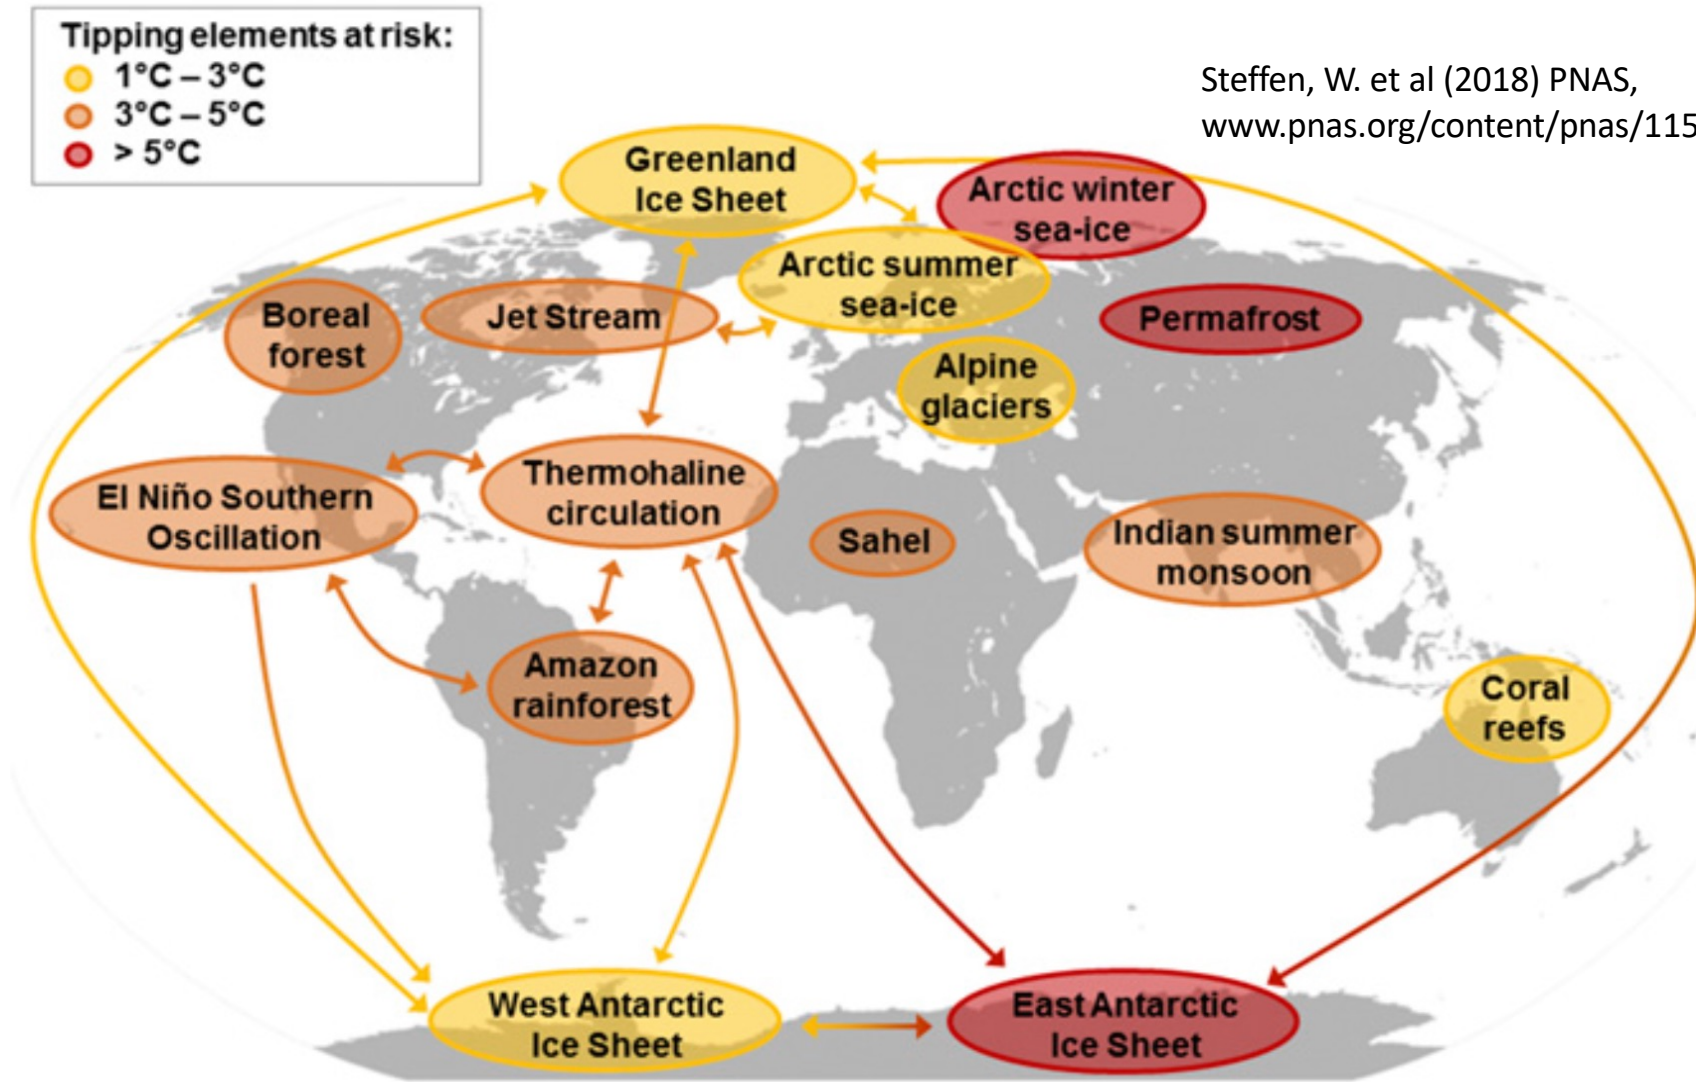 Tipping elements at risk:
1°C – 3°C
3°C – 5°C
> 5°C
Steffen, W. et al (2018) PNAS,
www.pnas.org/content/pnas/115
Greenland
Ice Sheet
Arctic winter
sea-ice
Arctic summer
sea-ice
Boreal
forest
Jet Stream
Permafrost
Alpine
glaciers
El Niño Southern
Oscillation
Thermohaline
circulation
Sahel
Indian summer
monsoon
Amazon
rainforest
Coral
reefs
West Antarctic
Ice Sheet
East Antarctic
Ice Sheet